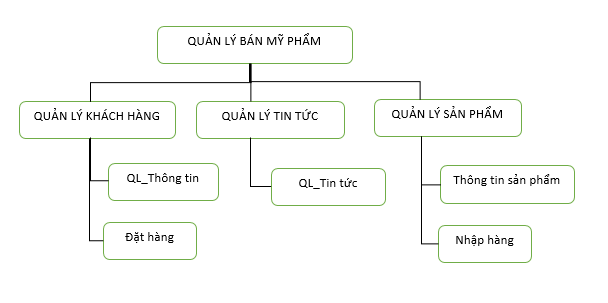 QUẢN LÝ BÁN MỸ PHẨM
QUẢN LÝ KHÁCH HÀNG
QUẢN LÝ TIN TỨC
QUẢN LÝ SẢN PHẨM
QL_Thông tin
QL_Tin tức
Thông tin sản phẩm
Đặt hàng
Nhập hàng